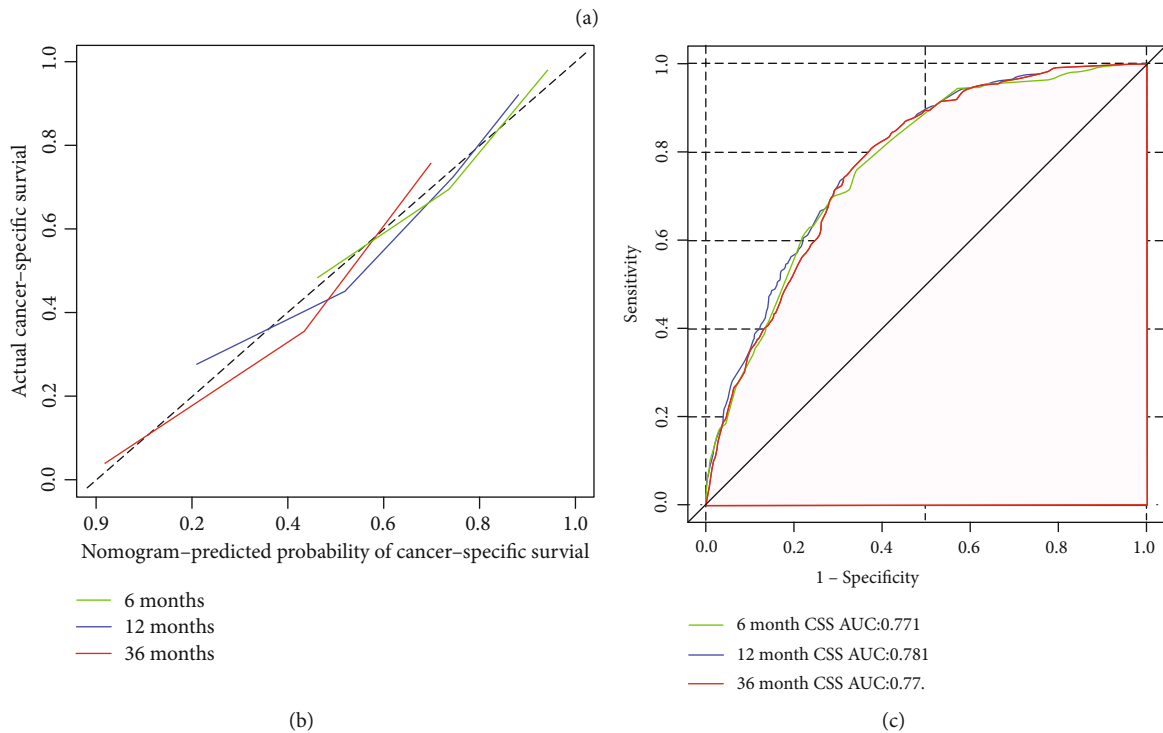 (a)
1.0
0.8
0.6
0.4
0.2
0.0
Actual cancer–specific survial
0.9 0.2 0.4 0.6 0.8 1.0
Nomogram–predicted probability of cancer–specific survial
6 months
12 months
36 months
(b)
1.0
0.8
0.6
0.4
0.2
0.0
Sensitivity
0.0 0.2 0.4 0.6 0.8 1.0
1 – Specificity
6 month CSS AUC:0.771
12 month CSS AUC:0.781
36 month CSS AUC:0.77.
(c)